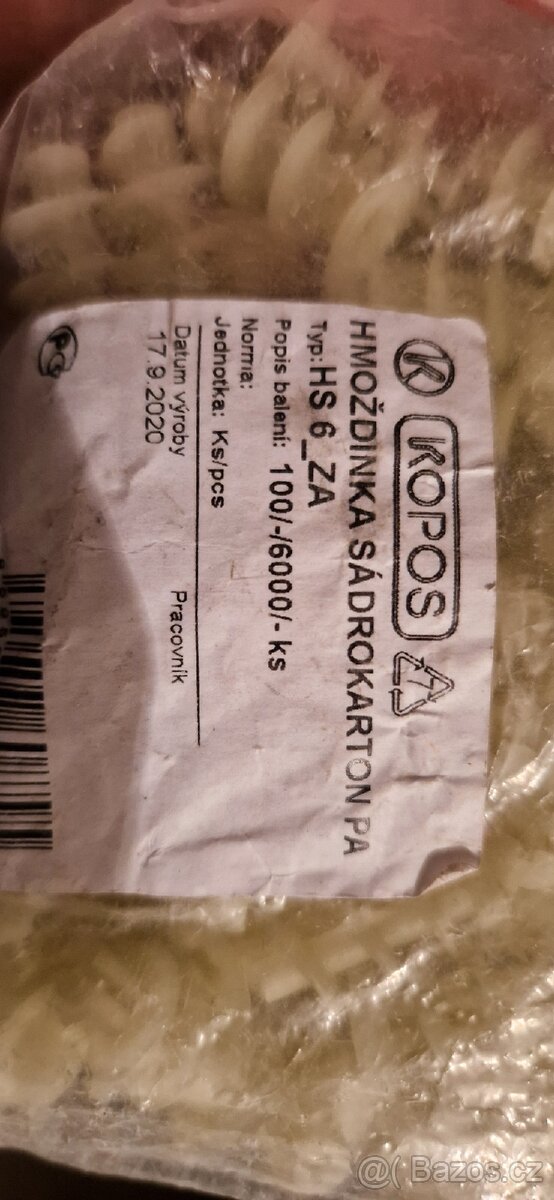 K KOPOS 7
HMOŽDINKA SÁDROKARTON PA
Typ: HS 6_ZA
Popis balení: 100/-/6000/- ks
Norma:
Jednotka: Ks/pcs
Datum výroby Pracovník
17.9.2020
@( Bazos.cz